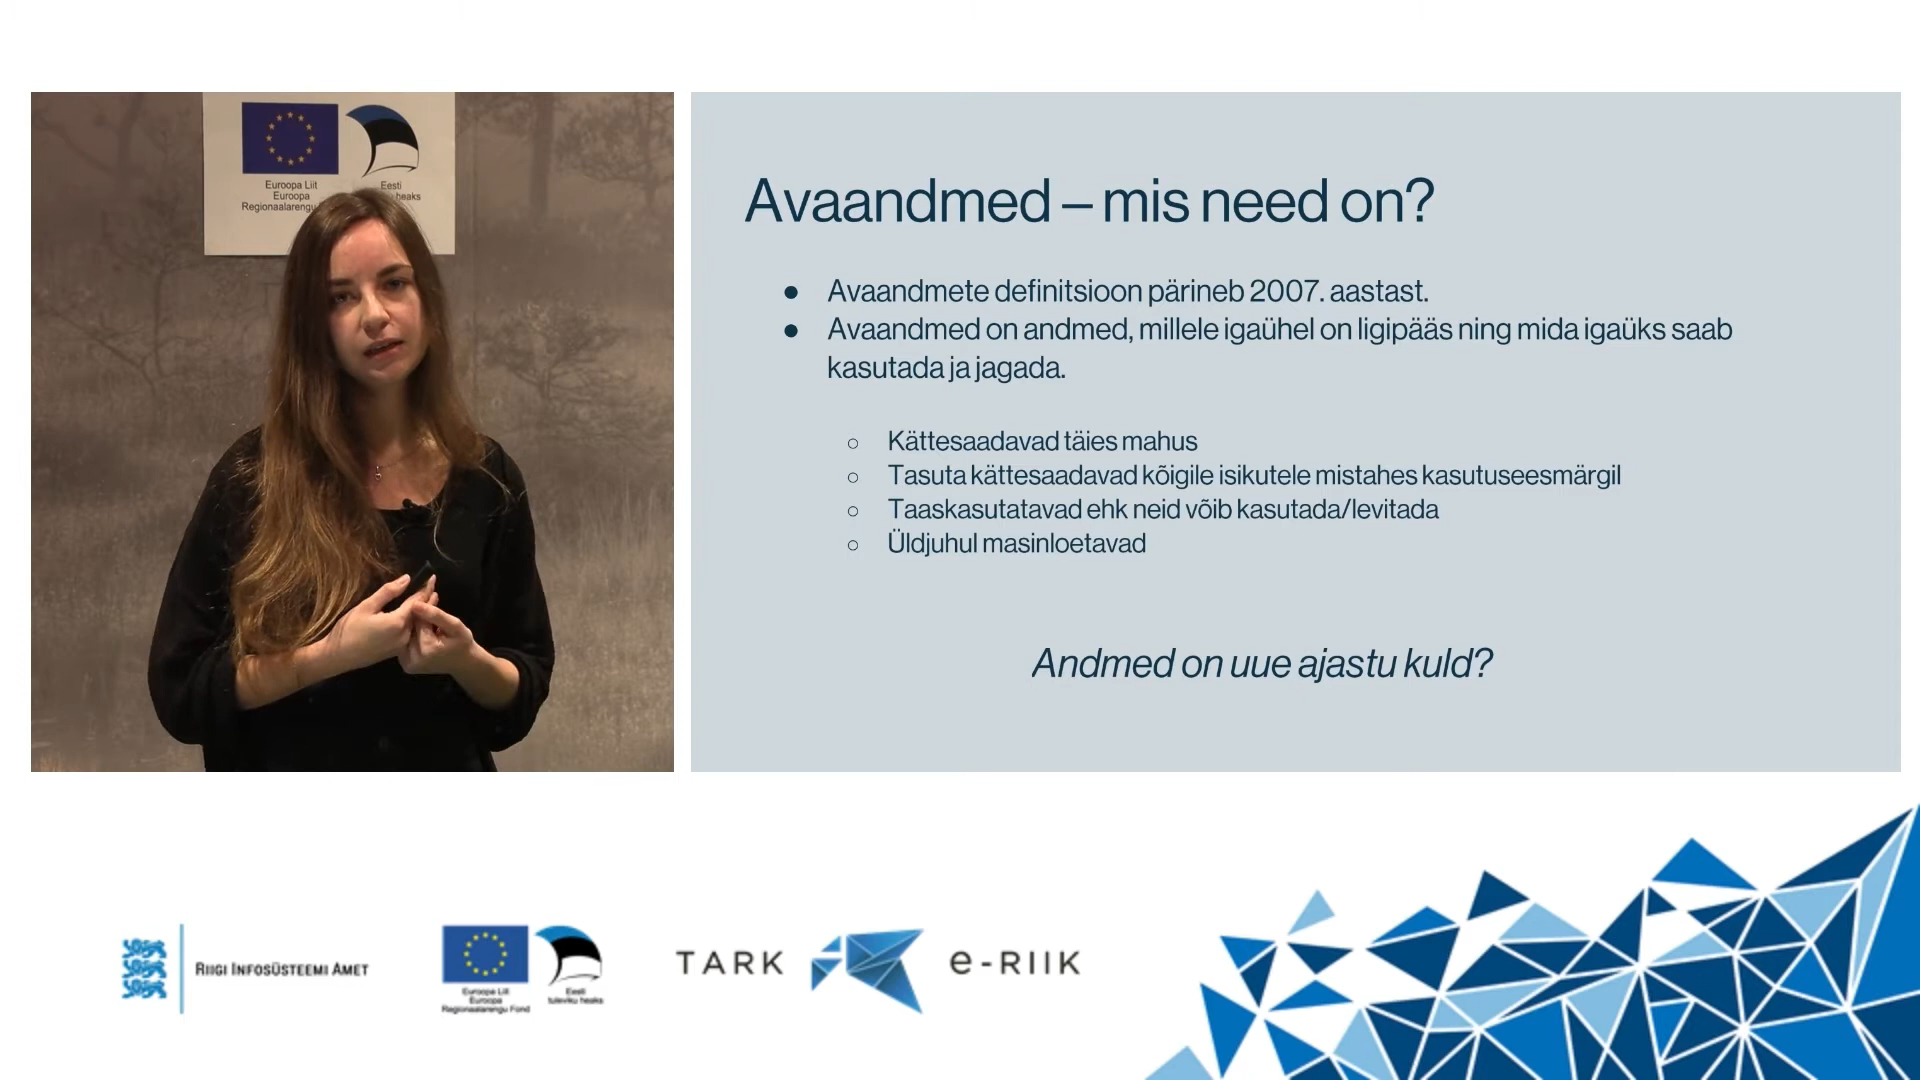 Euroopa Liit
Euroopa
Regionaalarengu
Eesti
heaks
Avaandmed – mis need on?
● Avaandmete definitsioon pärineb 2007. aastast.
● Avaandmed on andmed, millele igaühel on ligipääs ning mida igaüks saab
kasutada ja jagada.
○ Kättesaadavad täies mahus
○ Tasuta kättesaadavad kõigile isikutele mistahes kasutuseesmärgil
○ Taaskasutatavad ehk neid võib kasutada/levitada
○ Üldjuhul masinloetavad
Andmed on uue ajastu kuld?
RIIGI INFOSÜSTEEMI AMET
Euroopa Liit
Euroopa
Regionaalarengu Fond
Eesti
tuleviku heaks
TARK e-RIIK